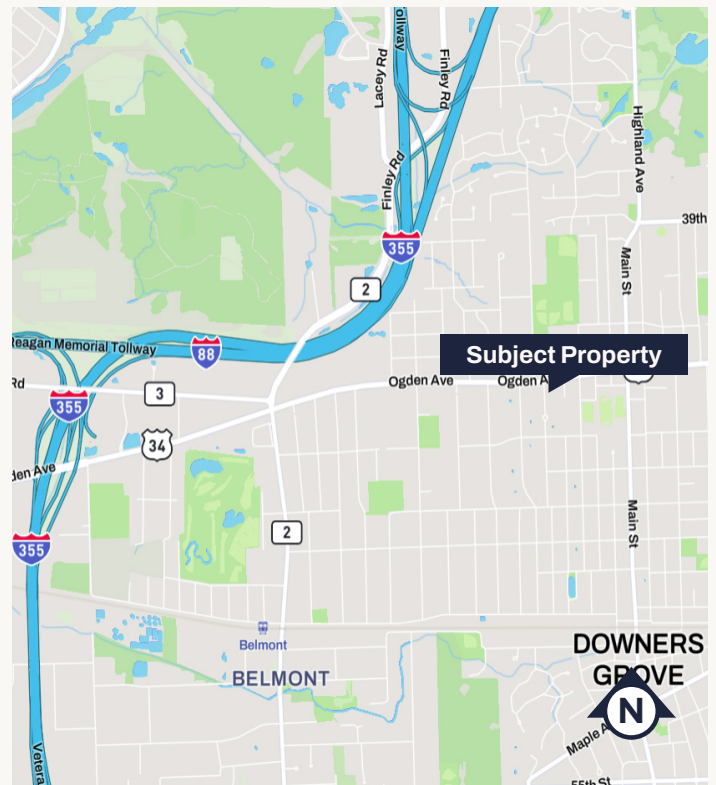 ollway
Lacey Rd
Finley Rd
Highland Ave
Finley Rd
39th
355
Main St
2
Reagan Memorial Tollway
88
Subject Property
Rd
3
355
Ogden Ave
Ogden A
34
den Ave
Main St
2
355
Belmont
BELMONT
DOWNERS
GROVE
N
Maple A
Vetera
55th St